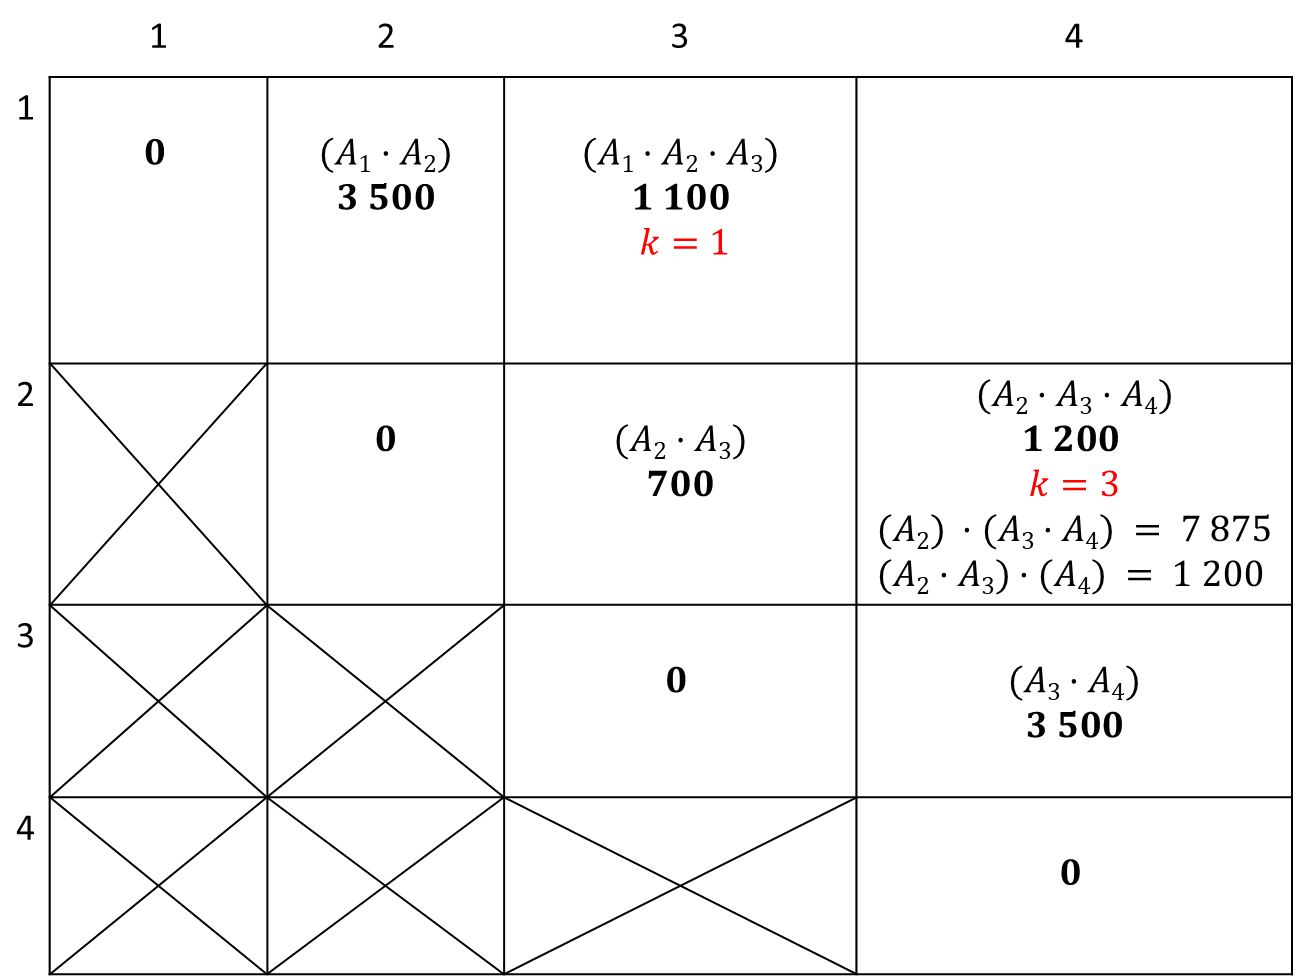 1 2 3 4
1
0
(A₁ · A₂)
3 500
(A₁ · A₂ · A₃)
1 100
k = 1
2
0
(A₂ · A₃)
700
(A₂ · A₃ · A₄)
1 200
k = 3
(A₂) · (A₃ · A₄) = 7 875
(A₂ · A₃) · (A₄) = 1 200
3
0
(A₃ · A₄)
3 500
4
0